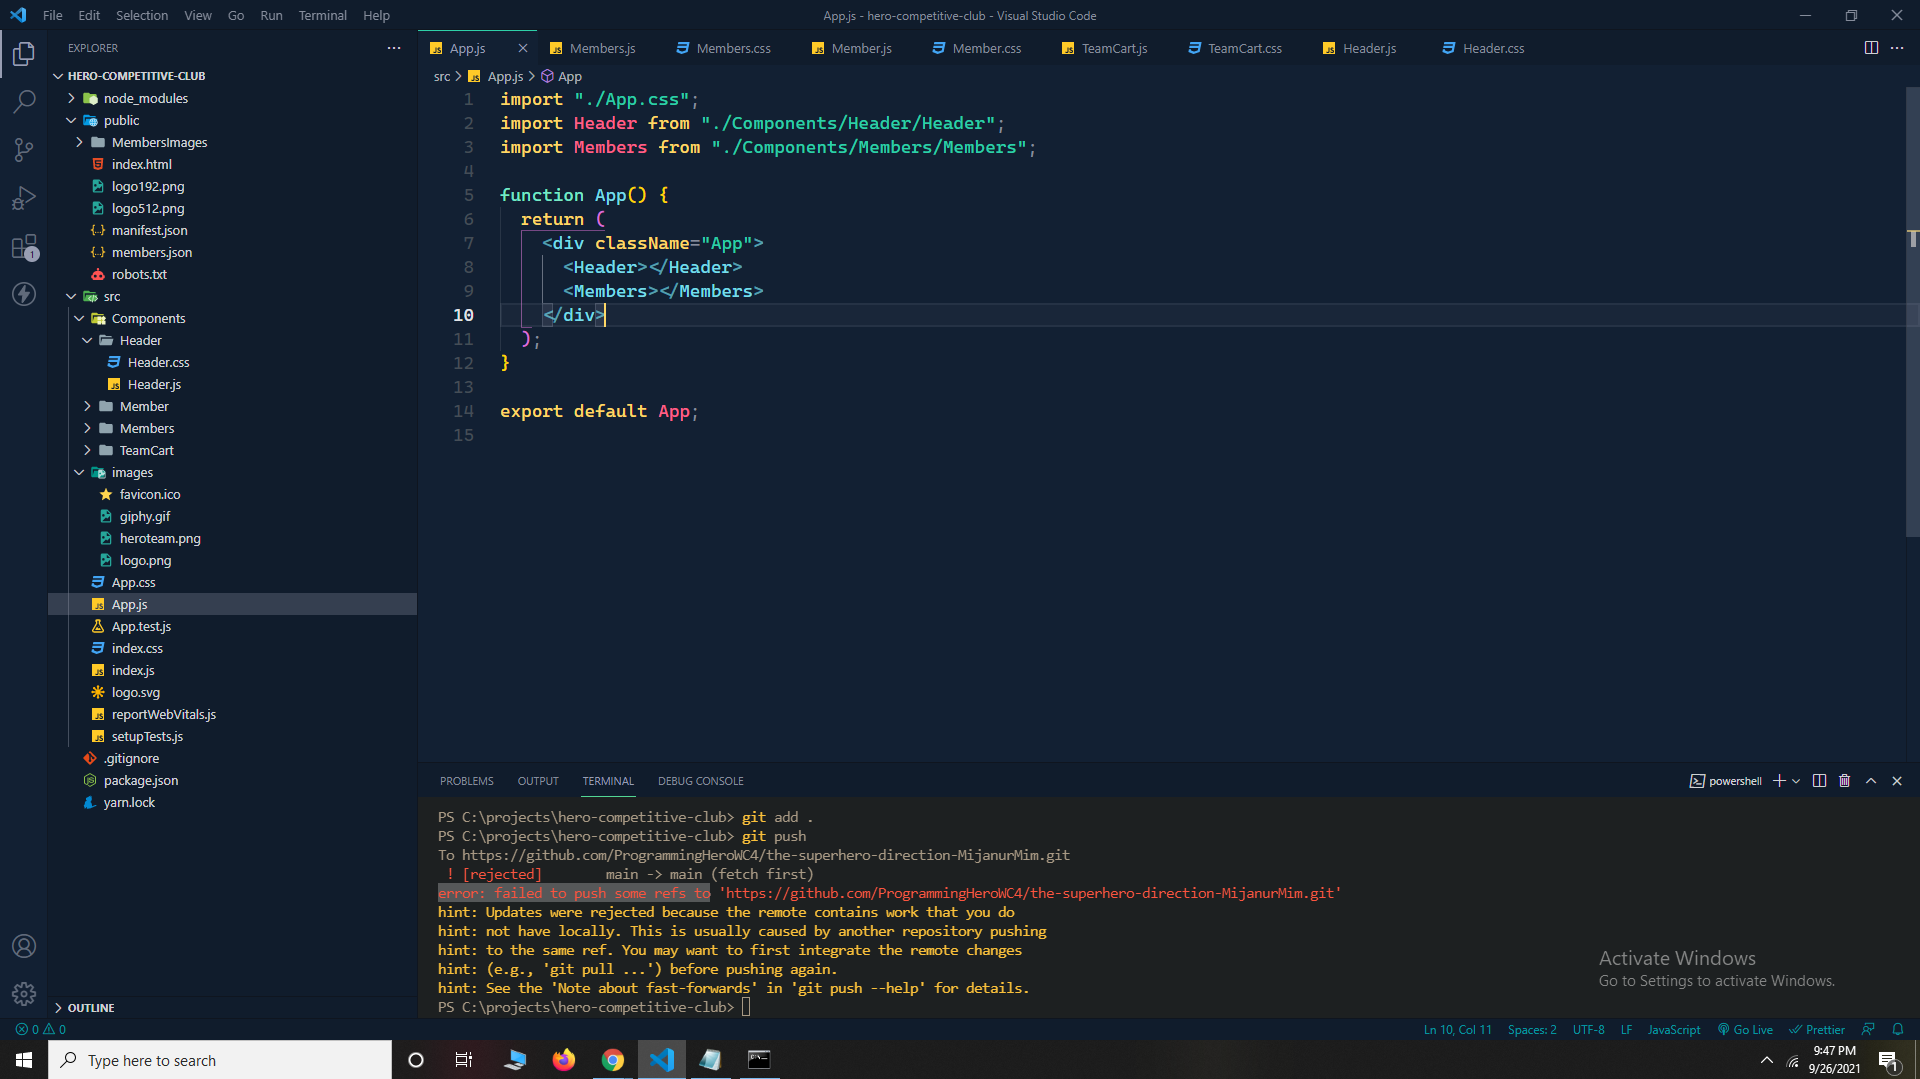 File Edit Selection View Go Run Terminal Help
App.js - hero-competitive-club - Visual Studio Code
EXPLORER
HERO-COMPETITIVE-CLUB
node_modules
public
MembersImages
index.html
logo192.png
logo512.png
manifest.json
members.json
robots.txt
src
Components
Header
Header.css
Header.js
Member
Members
TeamCart
images
favicon.ico
giphy.gif
heroteam.png
logo.png
App.css
App.js
App.test.js
index.css
index.js
logo.svg
reportWebVitals.js
setupTests.js
.gitignore
package.json
yarn.lock
OUTLINE
1
App.js Members.js Members.css Member.js Member.css TeamCart.js TeamCart.css Header.js Header.css
src > App.js > App
1 import "./App.css";
2 import Header from "./Components/Header/Header";
3 import Members from "./Components/Members/Members";
4
5 function App() {
6 return (
7 <div className="App">
8 <Header></Header>
9 <Members></Members>
10 </div>
11 );
12 }
13
14 export default App;
15
PROBLEMS OUTPUT TERMINAL DEBUG CONSOLE
powershell
PS C:\projects\hero-competitive-club> git add .
PS C:\projects\hero-competitive-club> git push
To https://github.com/ProgrammingHeroWC4/the-superhero-direction-MijanurMim.git
! [rejected] main -> main (fetch first)
error: failed to push some refs to 'https://github.com/ProgrammingHeroWC4/the-superhero-direction-MijanurMim.git'
hint: Updates were rejected because the remote contains work that you do
hint: not have locally. This is usually caused by another repository pushing
hint: to the same ref. You may want to first integrate the remote changes
hint: (e.g., 'git pull ...') before pushing again.
hint: See the 'Note about fast-forwards' in 'git push --help' for details.
PS C:\projects\hero-competitive-club>
Activate Windows
Go to Settings to activate Windows.
0 0
Ln 10, Col 11 Spaces: 2 UTF-8 LF JavaScript Go Live Prettier
Type here to search
9:47 PM
9/26/2021
1